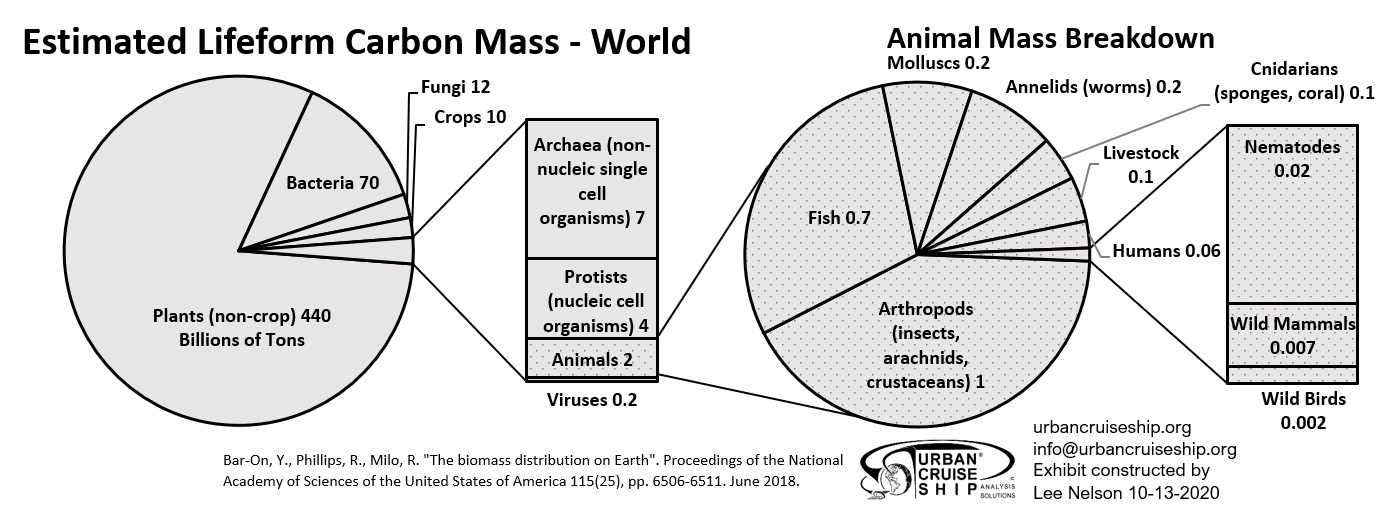 Estimated Lifeform Carbon Mass - World
Fungi 12
Crops 10
Bacteria 70
Plants (non-crop) 440
Billions of Tons
Archaea (non-
nucleic single
cell
organisms) 7
Protists
(nucleic cell
organisms) 4
Animals 2
Viruses 0.2
Animal Mass Breakdown
Molluscs 0.2
Annelids (worms) 0.2
Cnidarians
(sponges, coral) 0.1
Livestock
0.1
Humans 0.06
Fish 0.7
Arthropods
(insects,
arachnids,
crustaceans) 1
Nematodes
0.02
Wild Mammals
0.007
Wild Birds
0.002
Bar-On, Y., Phillips, R., Milo, R. "The biomass distribution on Earth". Proceedings of the National
Academy of Sciences of the United States of America 115(25), pp. 6506-6511. June 2018.
URBAN
CRUISE
SHIP
ANALYSIS
SOLUTIONS
urbancruiseship.org
info@urbancruiseship.org
Exhibit constructed by
Lee Nelson 10-13-2020